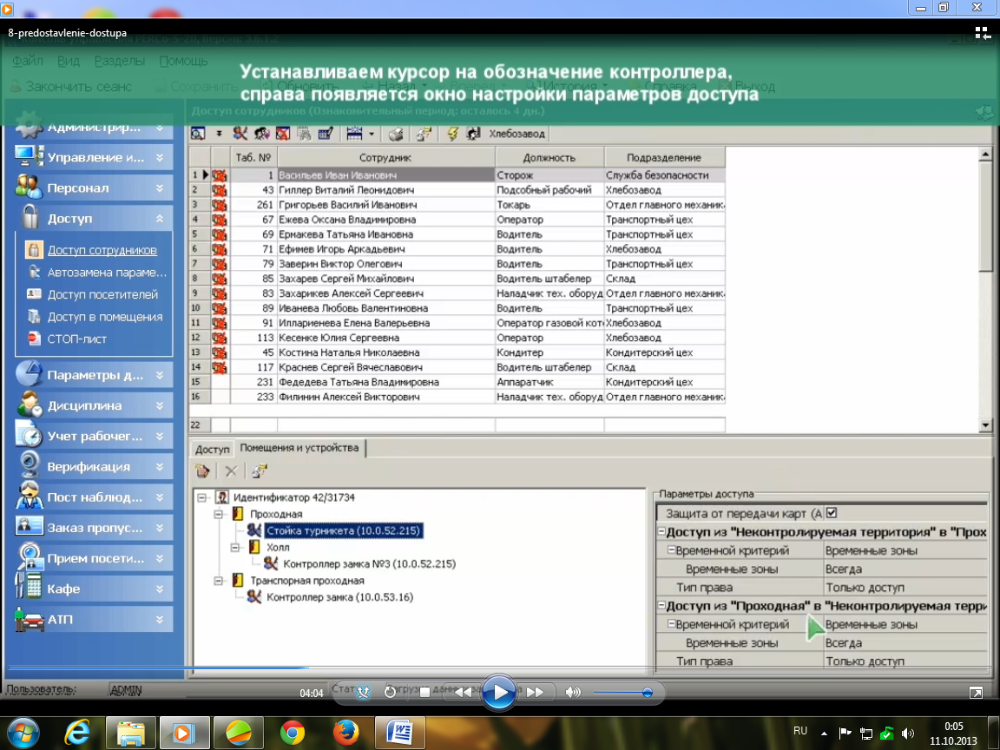 8-predostavlenie-dostupa
Файл Вид Разделы Помощь
Устанавливаем курсор на обозначение контроллера,
справа появляется окно настройки параметров доступа
Закончить сеанс Сохранить Обновить Назад История Справка Выход
Доступ сотрудников (Ознакомительный период: осталось 4 дн.)
Администрир...
Управление и...
Персонал
Доступ
Доступ сотрудников
Автозамена параме...
Доступ посетителей
Доступ в помещения
СТОП-лист
Параметры д...
Дисциплина
Учет рабочег...
Верификация
Пост наблюд...
Заказ пропус...
Прием посети...
Кафе
АТП
Хлебозавод
Таб. № Сотрудник Должность Подразделение
1 1 Васильев Иван Иванович Сторож Служба безопасности
2 43 Гиллер Виталий Леонидович Подсобный рабочий Хлебозавод
3 261 Григорьев Василий Иванович Токарь Отдел главного механик
4 67 Ежева Оксана Владимировна Оператор Транспортный цех
5 69 Ермакева Татьяна Ивановна Водитель Транспортный цех
6 71 Ефимев Игорь Аркадьевич Водитель Хлебозавод
7 79 Заверин Виктор Олегович Водитель Транспортный цех
8 85 Захарев Сергей Михайлович Водитель штабелер Склад
9 83 Захарикев Алексей Сергеевич Наладчик тех. оборуд Отдел главного механик
10 89 Иванева Любовь Валентиновна Водитель Транспортный цех
11 91 Иллариенева Елена Валерьевна Оператор газовой кот Хлебозавод
12 113 Кесенке Юлия Сергеевна Оператор Хлебозавод
13 45 Костина Наталья Николаевна Кондитер Кондитерский цех
14 117 Краснев Сергей Вячеславович Водитель штабелер Склад
15 231 Федедева Татьяна Владимировна Аппаратчик Кондитерский цех
16 233 Филинин Алексей Викторович Наладчик тех. оборуд Отдел главного механик
22
Доступ Помещения и устройства
Идентификатор 42/31734
Проходная
Стойка турникета (10.0.52.215)
Холл
Контроллер замка №3 (10.0.52.215)
Транспорная проходная
Контроллер замка (10.0.53.16)
Параметры доступа
Защита от передачи карт (А
Доступ из "Неконтролируемая территория" в "Прох
Временной критерий Временные зоны
Временные зоны Всегда
Тип права Только доступ
Доступ из "Проходная" в "Неконтролируемая терри
Временной критерий Временные зоны
Временные зоны Всегда
Тип права Только доступ
Пользователь: ADMIN
04:04
RU
0:05
11.10.2013